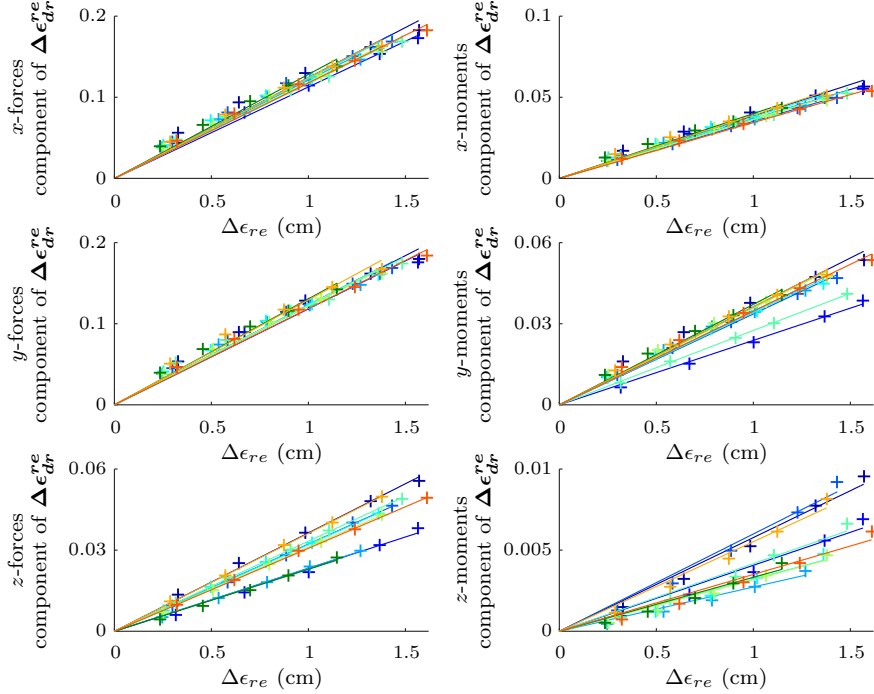 x-forces
component of Δϵ_dr^re
0.2
0.1
0
0 0.5 1 1.5
Δϵ_re (cm)
x-moments
component of Δϵ_dr^re
0.1
0.05
0
0 0.5 1 1.5
Δϵ_re (cm)
y-forces
component of Δϵ_dr^re
0.2
0.1
0
0 0.5 1 1.5
Δϵ_re (cm)
y-moments
component of Δϵ_dr^re
0.06
0.03
0
0 0.5 1 1.5
Δϵ_re (cm)
z-forces
component of Δϵ_dr^re
0.06
0.03
0
0 0.5 1 1.5
Δϵ_re (cm)
z-moments
component of Δϵ_dr^re
0.01
0.005
0
0 0.5 1 1.5
Δϵ_re (cm)